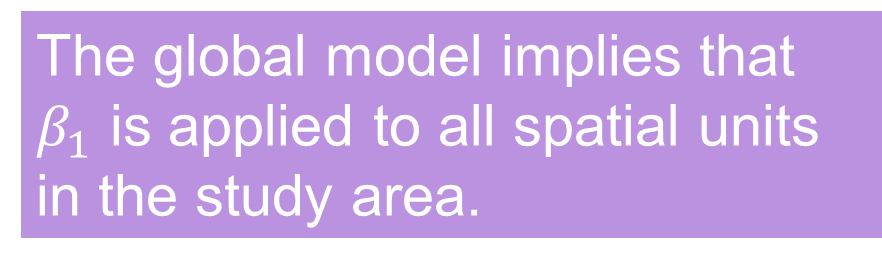 The global model implies that
β₁ is applied to all spatial units
in the study area.